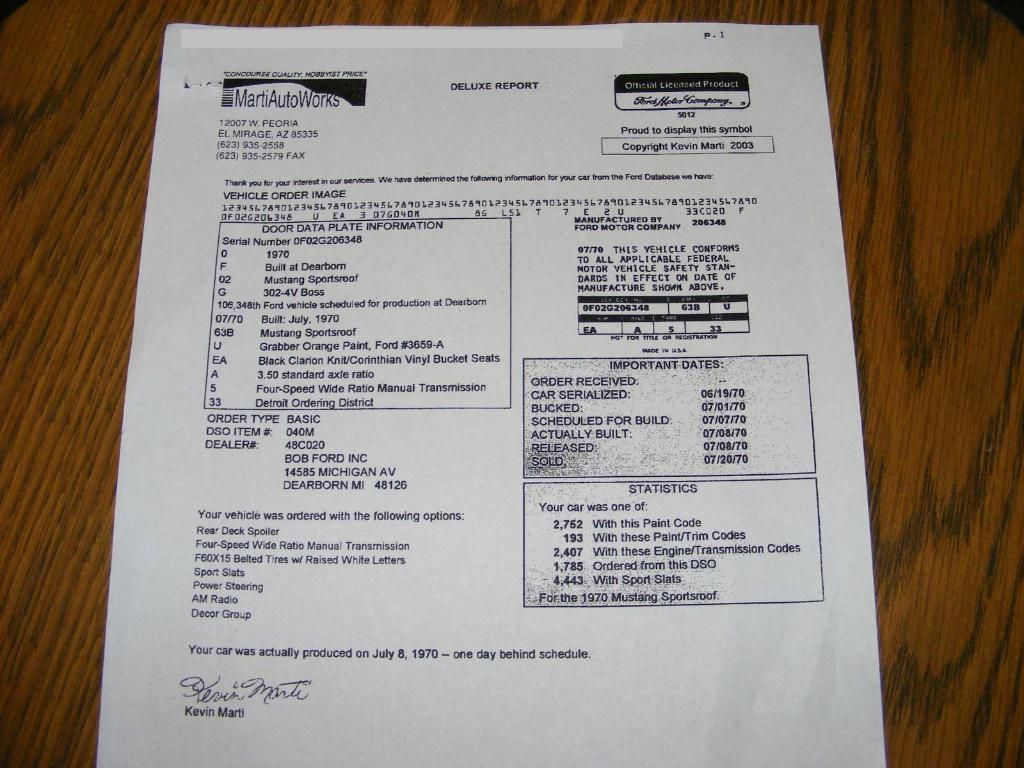 P.1
"CONCOURSE QUALITY, HOBBYIST PRICE"
MartiAutoWorks
DELUXE REPORT
Official Licensed Product
Ford Motor Company
5012
Proud to display this symbol
Copyright Kevin Marti 2003
12007 W. PEORIA
EL MIRAGE, AZ 85335
(623) 935-2558
(623) 935-2579 FAX
Thank you for your interest in our services. We have determined the following information for your car from the Ford Database we have:
VEHICLE ORDER IMAGE
12345678901234567890123456789012345678901234567890123456789012345678901234567890
0F02G206348 U EA 3 07G040M 8G LS1 T 7 E 2 U 33C020 F
DOOR DATA PLATE INFORMATION
Serial Number 0F02G206348
0 1970
F Built at Dearborn
02 Mustang Sportsroof
G 302-4V Boss
106,348th Ford vehicle scheduled for production at Dearborn
07/70 Built: July, 1970
63B Mustang Sportsroof
U Grabber Orange Paint, Ford #3659-A
EA Black Clarion Knit/Corinthian Vinyl Bucket Seats
A 3.50 standard axle ratio
5 Four-Speed Wide Ratio Manual Transmission
33 Detroit Ordering District
MANUFACTURED BY
FORD MOTOR COMPANY 206348
07/70 THIS VEHICLE CONFORMS
TO ALL APPLICABLE FEDERAL
MOTOR VEHICLE SAFETY STAN-
DARDS IN EFFECT ON DATE OF
MANUFACTURE SHOWN ABOVE.
0F02G206348 63B U
EA A 5 33
NOT FOR TITLE OR REGISTRATION
MADE IN U.S.A.
IMPORTANT DATES:
ORDER RECEIVED: --
CAR SERIALIZED: 06/19/70
BUCKED: 07/01/70
SCHEDULED FOR BUILD: 07/07/70
ACTUALLY BUILT: 07/08/70
RELEASED: 07/08/70
SOLD: 07/20/70
ORDER TYPE BASIC
DSO ITEM #: 040M
DEALER#: 48C020
BOB FORD INC
14585 MICHIGAN AV
DEARBORN MI 48126
STATISTICS
Your car was one of:
2,752 With this Paint Code
193 With these Paint/Trim Codes
2,407 With these Engine/Transmission Codes
1,785 Ordered from this DSO
4,443 With Sport Slats
For the 1970 Mustang Sportsroof.
Your vehicle was ordered with the following options:
Rear Deck Spoiler
Four-Speed Wide Ratio Manual Transmission
F60X15 Belted Tires w/ Raised White Letters
Sport Slats
Power Steering
AM Radio
Decor Group
Your car was actually produced on July 8, 1970 – one day behind schedule.
Kevin Marti
Kevin Marti